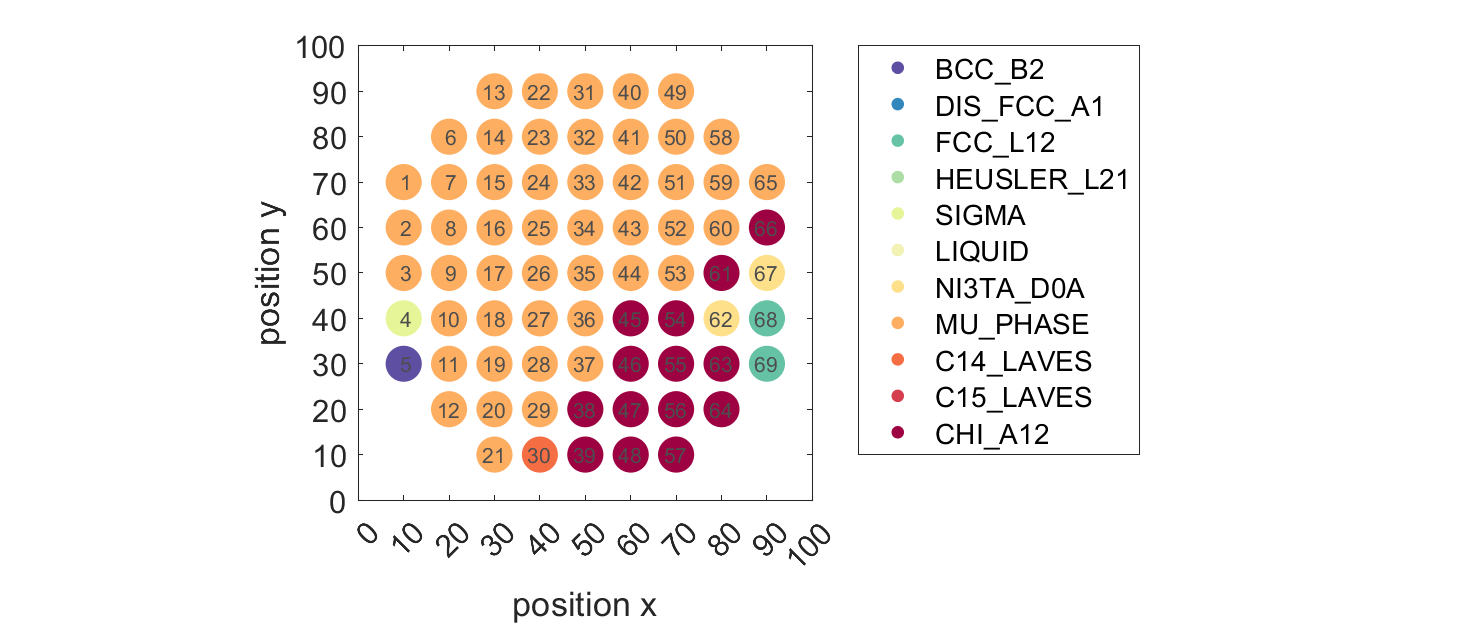 100
90
80
70
60
50
40
30
20
10
0
position y
13 22 31 40 49
6 14 23 32 41 50 58
1 7 15 24 33 42 51 59 65
2 8 16 25 34 43 52 60 66
3 9 17 26 35 44 53 61 67
4 10 18 27 36 45 54 62 68
5 11 19 28 37 46 55 63 69
12 20 29 38 47 56 64
21 30 39 48 57
0 10 20 30 40 50 60 70 80 90 100
position x
BCC_B2
DIS_FCC_A1
FCC_L12
HEUSLER_L21
SIGMA
LIQUID
NI3TA_D0A
MU_PHASE
C14_LAVES
C15_LAVES
CHI_A12